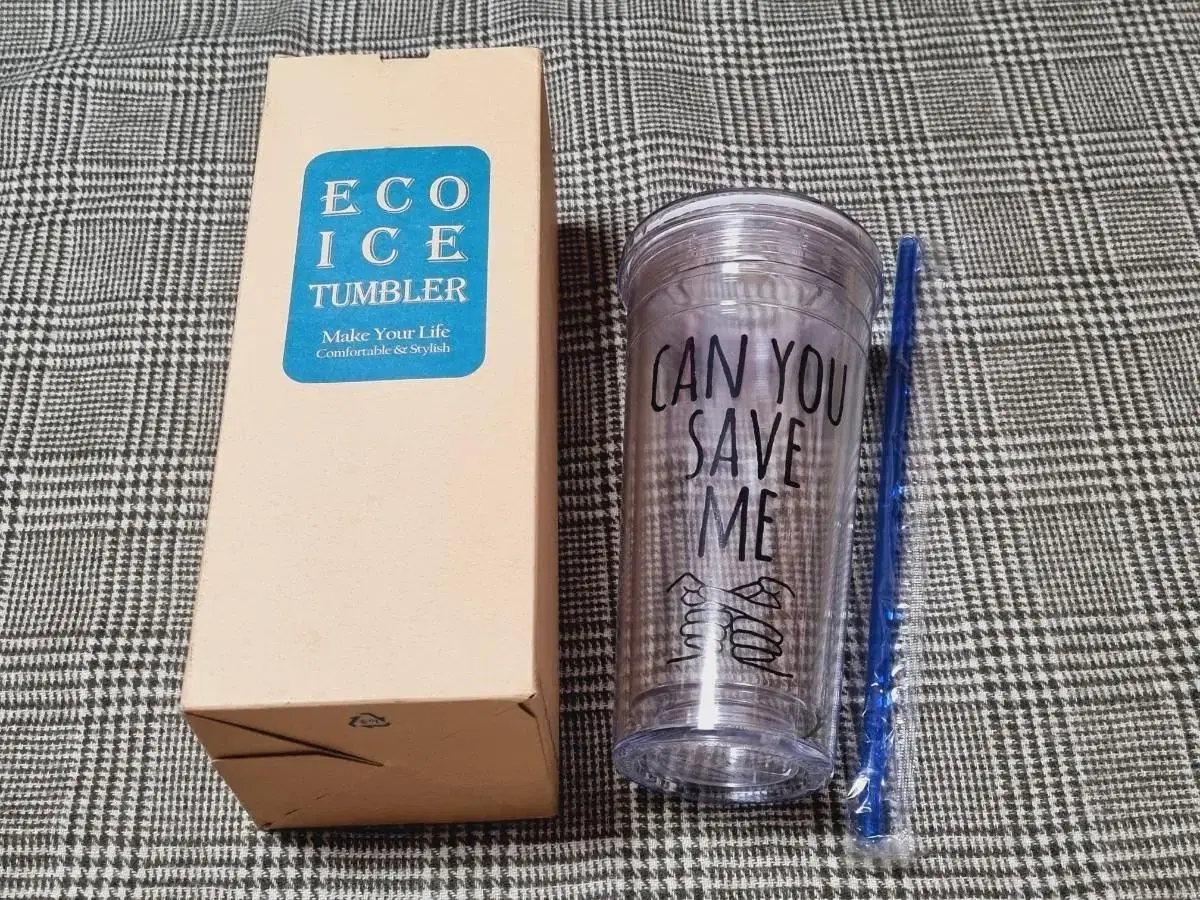 ECO
ICE
TUMBLER
Make Your Life
Comfortable & Stylish
CAN YOU
SAVE
ME